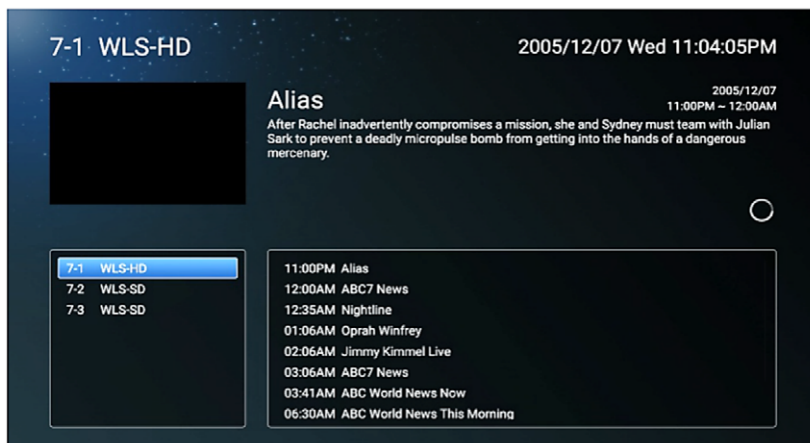 7-1 WLS-HD
2005/12/07 Wed 11:04:05PM
Alias
2005/12/07
11:00PM ~ 12:00AM
After Rachel inadvertently compromises a mission, she and Sydney must team with Julian
Sark to prevent a deadly micropulse bomb from getting into the hands of a dangerous
mercenary.
7-1 WLS-HD
7-2 WLS-SD
7-3 WLS-SD
11:00PM Alias
12:00AM ABC7 News
12:35AM Nightline
01:06AM Oprah Winfrey
02:06AM Jimmy Kimmel Live
03:06AM ABC7 News
03:41AM ABC World News Now
06:30AM ABC World News This Morning